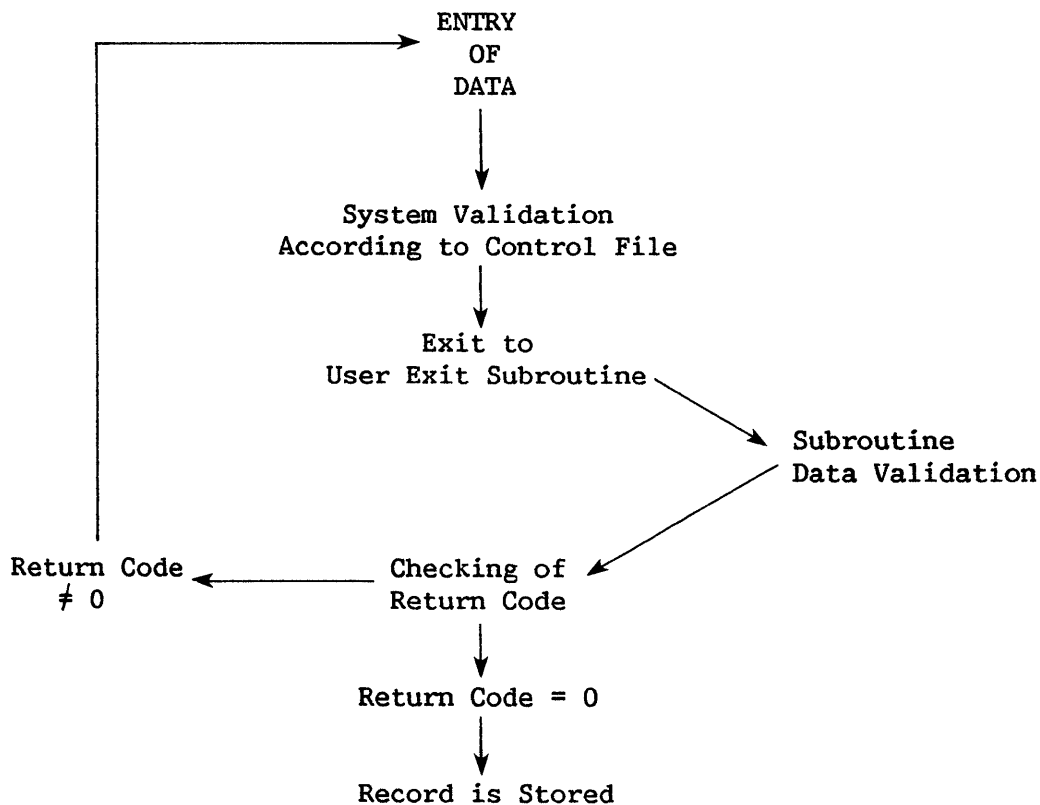 ENTRY
OF
DATA
System Validation
According to Control File
Exit to
User Exit Subroutine
Subroutine
Data Validation
Return Code
≠ 0
Checking of
Return Code
Return Code = 0
Record is Stored